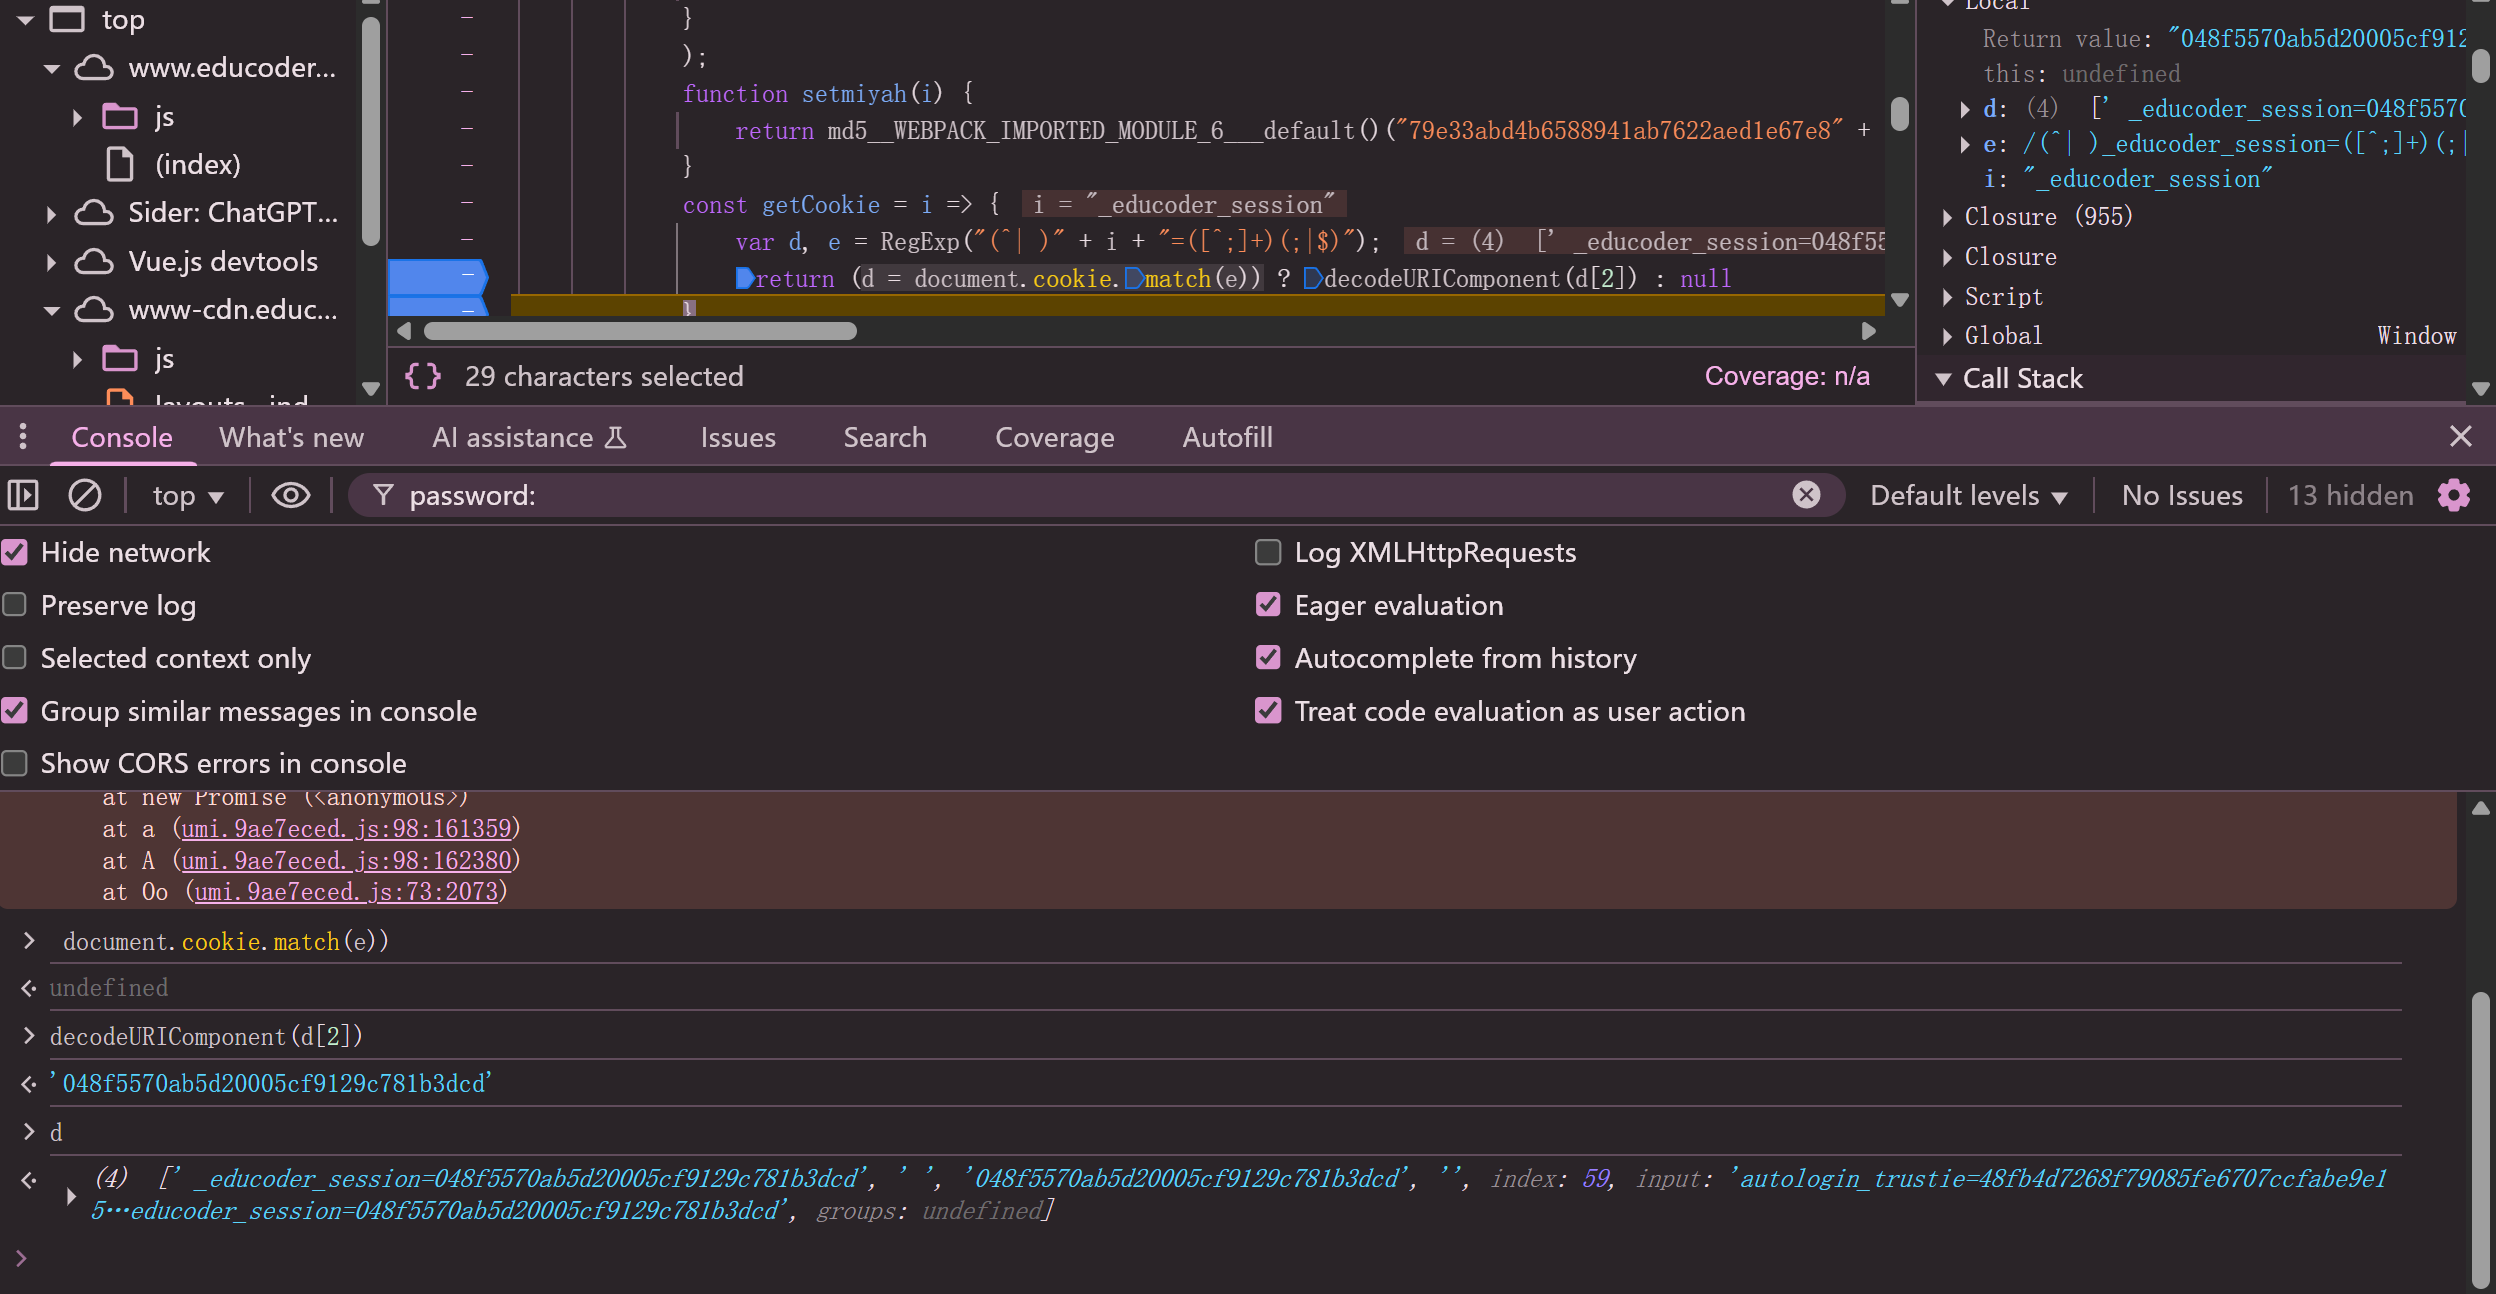 top
www.educoder...
js
(index)
Sider: ChatGPT...
Vue.js devtools
www-cdn.educ...
js
}
);
function setmiyah(i) {
return md5__WEBPACK_IMPORTED_MODULE_6___default()("79e33abd4b6588941ab7622aed1e67e8" +
}
const getCookie = i => { i = "_educoder_session"
var d, e = RegExp("(^| )" + i + "=([^;]+)(;|$)"); d = (4) [' _educoder_session=048f55
return (d = document.cookie.match(e)) ? decodeURIComponent(d[2]) : null
}
{} 29 characters selected
Coverage: n/a
Local
Return value: "048f5570ab5d20005cf912
this: undefined
d: (4) [' _educoder_session=048f5570
e: /(^| )_educoder_session=([^;]+)(;|
i: "_educoder_session"
Closure (955)
Closure
Script
Global Window
Call Stack
Console What's new AI assistance Issues Search Coverage Autofill
top password: Default levels No Issues 13 hidden
Hide network
Log XMLHttpRequests
Preserve log
Eager evaluation
Selected context only
Autocomplete from history
Group similar messages in console
Treat code evaluation as user action
Show CORS errors in console
at new Promise (<anonymous>)
at a (umi.9ae7eced.js:98:161359)
at A (umi.9ae7eced.js:98:162380)
at Oo (umi.9ae7eced.js:73:2073)
> document.cookie.match(e))
undefined
> decodeURIComponent(d[2])
'048f5570ab5d20005cf9129c781b3dcd'
> d
(4) [' _educoder_session=048f5570ab5d20005cf9129c781b3dcd', ' ', '048f5570ab5d20005cf9129c781b3dcd', '', index: 59, input: 'autologin_trustie=48fb4d7268f79085fe6707ccfabe9e1
5…educoder_session=048f5570ab5d20005cf9129c781b3dcd', groups: undefined]
>